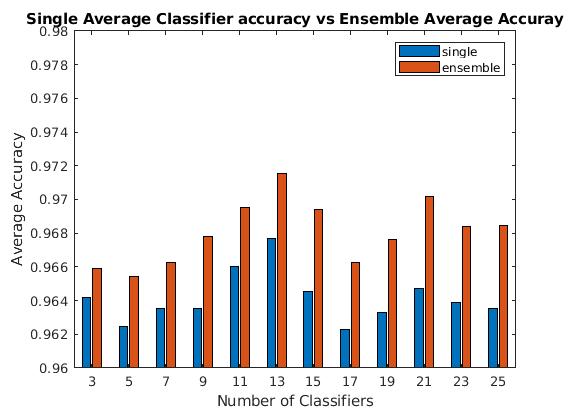 Single Average Classifier accuracy vs Ensemble Average Accuray
0.98
0.978
0.976
0.974
0.972
0.97
0.968
0.966
0.964
0.962
0.96
Average Accuracy
single
ensemble
3 5 7 9 11 13 15 17 19 21 23 25
Number of Classifiers